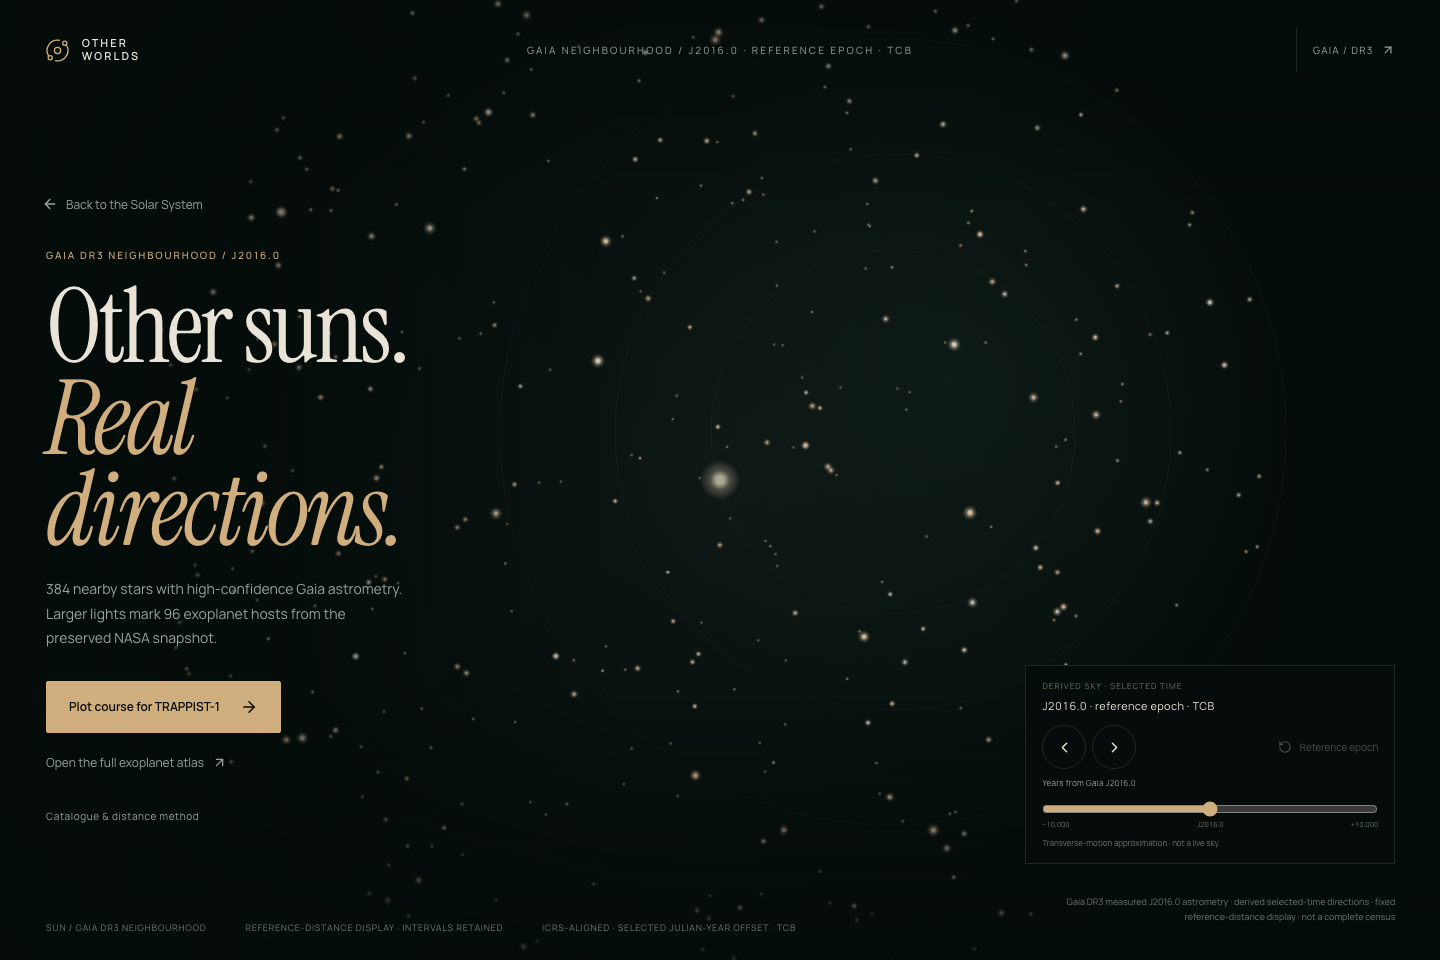 OTHER
WORLDS
GAIA NEIGHBOURHOOD / J2016.0 · REFERENCE EPOCH · TCB
GAIA / DR3
Back to the Solar System
GAIA DR3 NEIGHBOURHOOD / J2016.0
Other suns.
Real
directions.
384 nearby stars with high-confidence Gaia astrometry.
Larger lights mark 96 exoplanet hosts from the
preserved NASA snapshot.
Plot course for TRAPPIST-1
Open the full exoplanet atlas
Catalogue & distance method
DERIVED SKY · SELECTED TIME
J2016.0 · reference epoch · TCB
Reference epoch
Years from Gaia J2016.0
−10,000 J2016.0 +10,000
Transverse-motion approximation · not a live sky.
Gaia DR3 measured J2016.0 astrometry · derived selected-time directions · fixed
reference-distance display · not a complete census
SUN / GAIA DR3 NEIGHBOURHOOD REFERENCE-DISTANCE DISPLAY · INTERVALS RETAINED ICRS-ALIGNED · SELECTED JULIAN-YEAR OFFSET · TCB